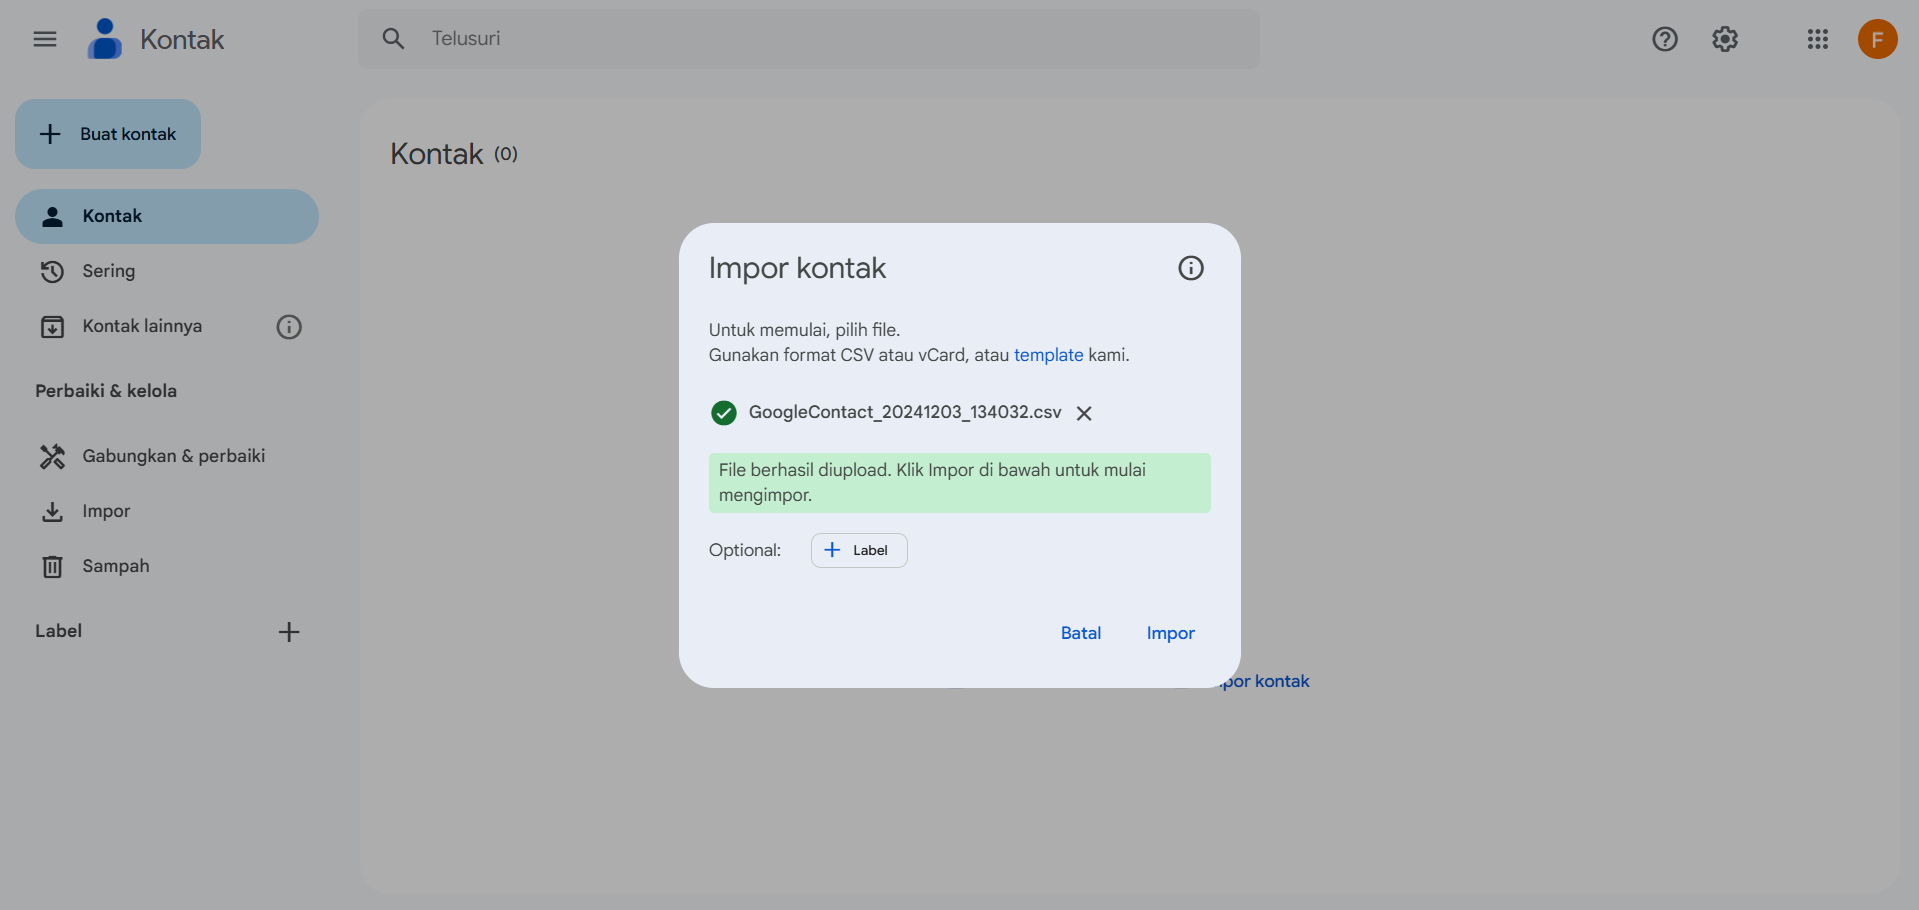 Kontak
Telusuri
F
Buat kontak
Kontak
Sering
Kontak lainnya
Perbaiki & kelola
Gabungkan & perbaiki
Impor
Sampah
Label
Kontak (0)
Impor kontak
Untuk memulai, pilih file.
Gunakan format CSV atau vCard, atau template kami.
GoogleContact_20241203_134032.csv
File berhasil diupload. Klik Impor di bawah untuk mulai
mengimpor.
Optional:
Label
Batal
Impor
kontak